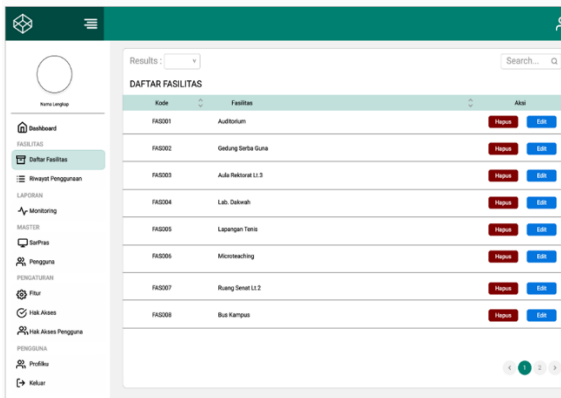 Nama Lengkap
Dashboard
FASILITAS
Daftar Fasilitas
Riwayat Penggunaan
LAPORAN
Monitoring
MASTER
SarPras
Pengguna
PENGATURAN
Fitur
Hak Akses
Hak Akses Pengguna
PENGGUNA
Profilku
Keluar
Results :
Search...
DAFTAR FASILITAS
Kode Fasilitas Aksi
FAS001 Auditorium Hapus Edit
FAS002 Gedung Serba Guna Hapus Edit
FAS003 Aula Rektorat Lt.3 Hapus Edit
FAS004 Lab. Dakwah Hapus Edit
FAS005 Lapangan Tenis Hapus Edit
FAS006 Microteaching Hapus Edit
FAS007 Ruang Senat Lt.2 Hapus Edit
FAS008 Bus Kampus Hapus Edit
1 2